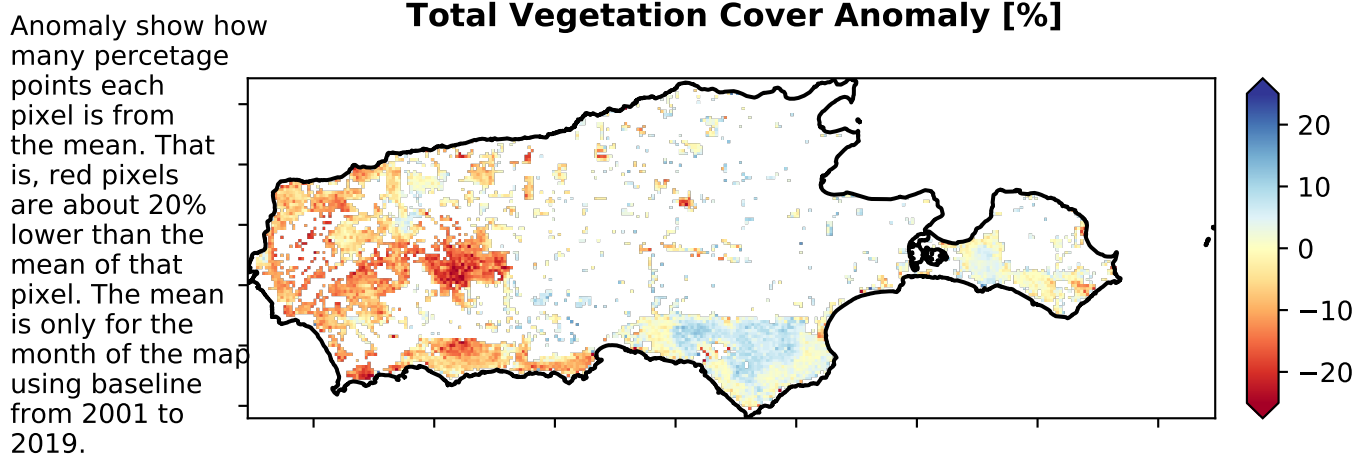 Total Vegetation Cover Anomaly [%]
Anomaly show how
many percetage
points each
pixel is from
the mean. That
is, red pixels
are about 20%
lower than the
mean of that
pixel. The mean
is only for the
month of the map
using baseline
from 2001 to
2019.
20
10
0
−10
−20